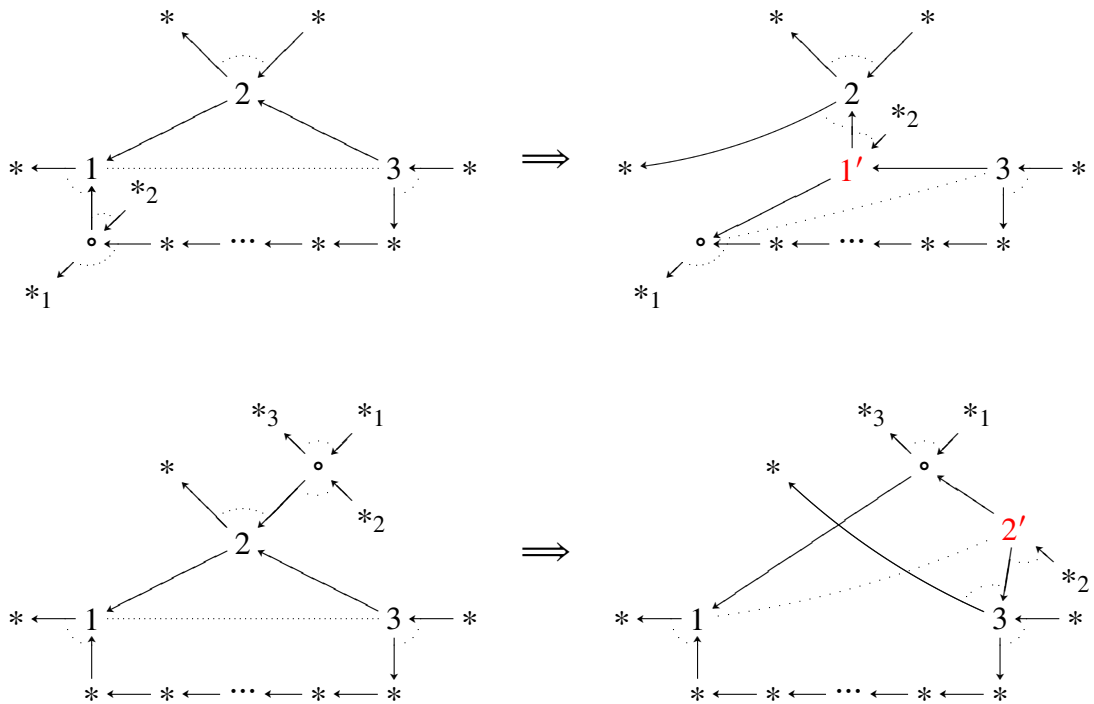 * * * *
2 2
*₂
* 1 3 * ⟹ * 1′ 3 *
*₂
∘ * ··· * * ∘ * ··· * *
*₁ *₁
*₃ *₁ *₃ *₁
∘ ∘
* *
*₂
2 ⟹ 2′
*₂
* 1 3 * * 1 3 *
* * ··· * * * * ··· * *